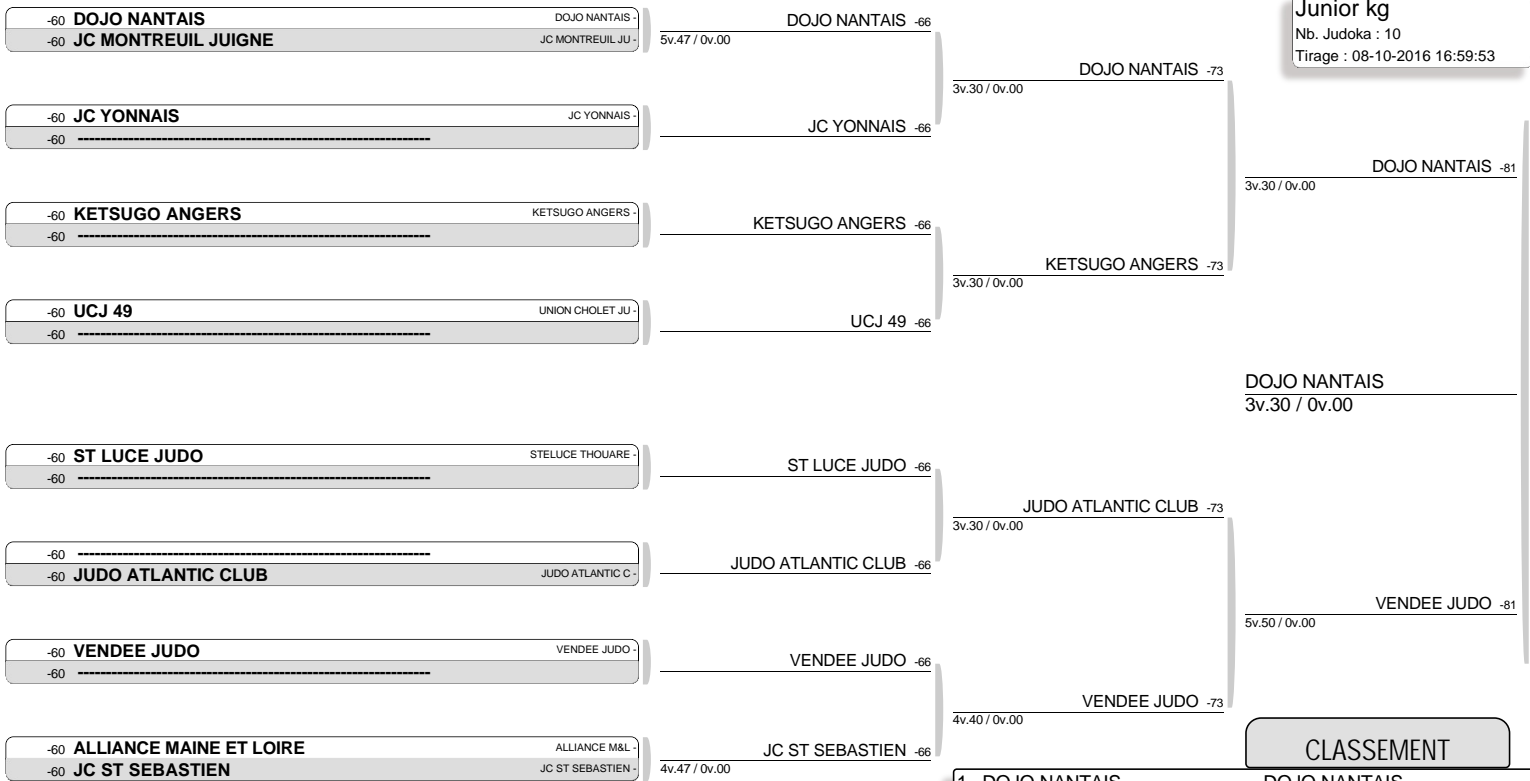 Junior kg
Nb. Judoka : 10
Tirage : 08-10-2016 16:59:53
-60 DOJO NANTAIS DOJO NANTAIS -
-60 JC MONTREUIL JUIGNE JC MONTREUIL JU -
-60 JC YONNAIS JC YONNAIS -
-60 ----------------------------------------------------------------
-60 KETSUGO ANGERS KETSUGO ANGERS -
-60 ----------------------------------------------------------------
-60 UCJ 49 UNION CHOLET JU -
-60 ----------------------------------------------------------------
-60 ST LUCE JUDO STELUCE THOUARE -
-60 ----------------------------------------------------------------
-60 ----------------------------------------------------------------
-60 JUDO ATLANTIC CLUB JUDO ATLANTIC C -
-60 VENDEE JUDO VENDEE JUDO -
-60 ----------------------------------------------------------------
-60 ALLIANCE MAINE ET LOIRE ALLIANCE M&L -
-60 JC ST SEBASTIEN JC ST SEBASTIEN -
DOJO NANTAIS -66
5v.47 / 0v.00
JC YONNAIS -66
KETSUGO ANGERS -66
UCJ 49 -66
ST LUCE JUDO -66
JUDO ATLANTIC CLUB -66
VENDEE JUDO -66
JC ST SEBASTIEN -66
4v.47 / 0v.00
DOJO NANTAIS -73
3v.30 / 0v.00
KETSUGO ANGERS -73
3v.30 / 0v.00
JUDO ATLANTIC CLUB -73
3v.30 / 0v.00
VENDEE JUDO -73
4v.40 / 0v.00
DOJO NANTAIS -81
3v.30 / 0v.00
DOJO NANTAIS
3v.30 / 0v.00
VENDEE JUDO -81
5v.50 / 0v.00
CLASSEMENT
1 DOJO NANTAIS DOJO NANTAIS